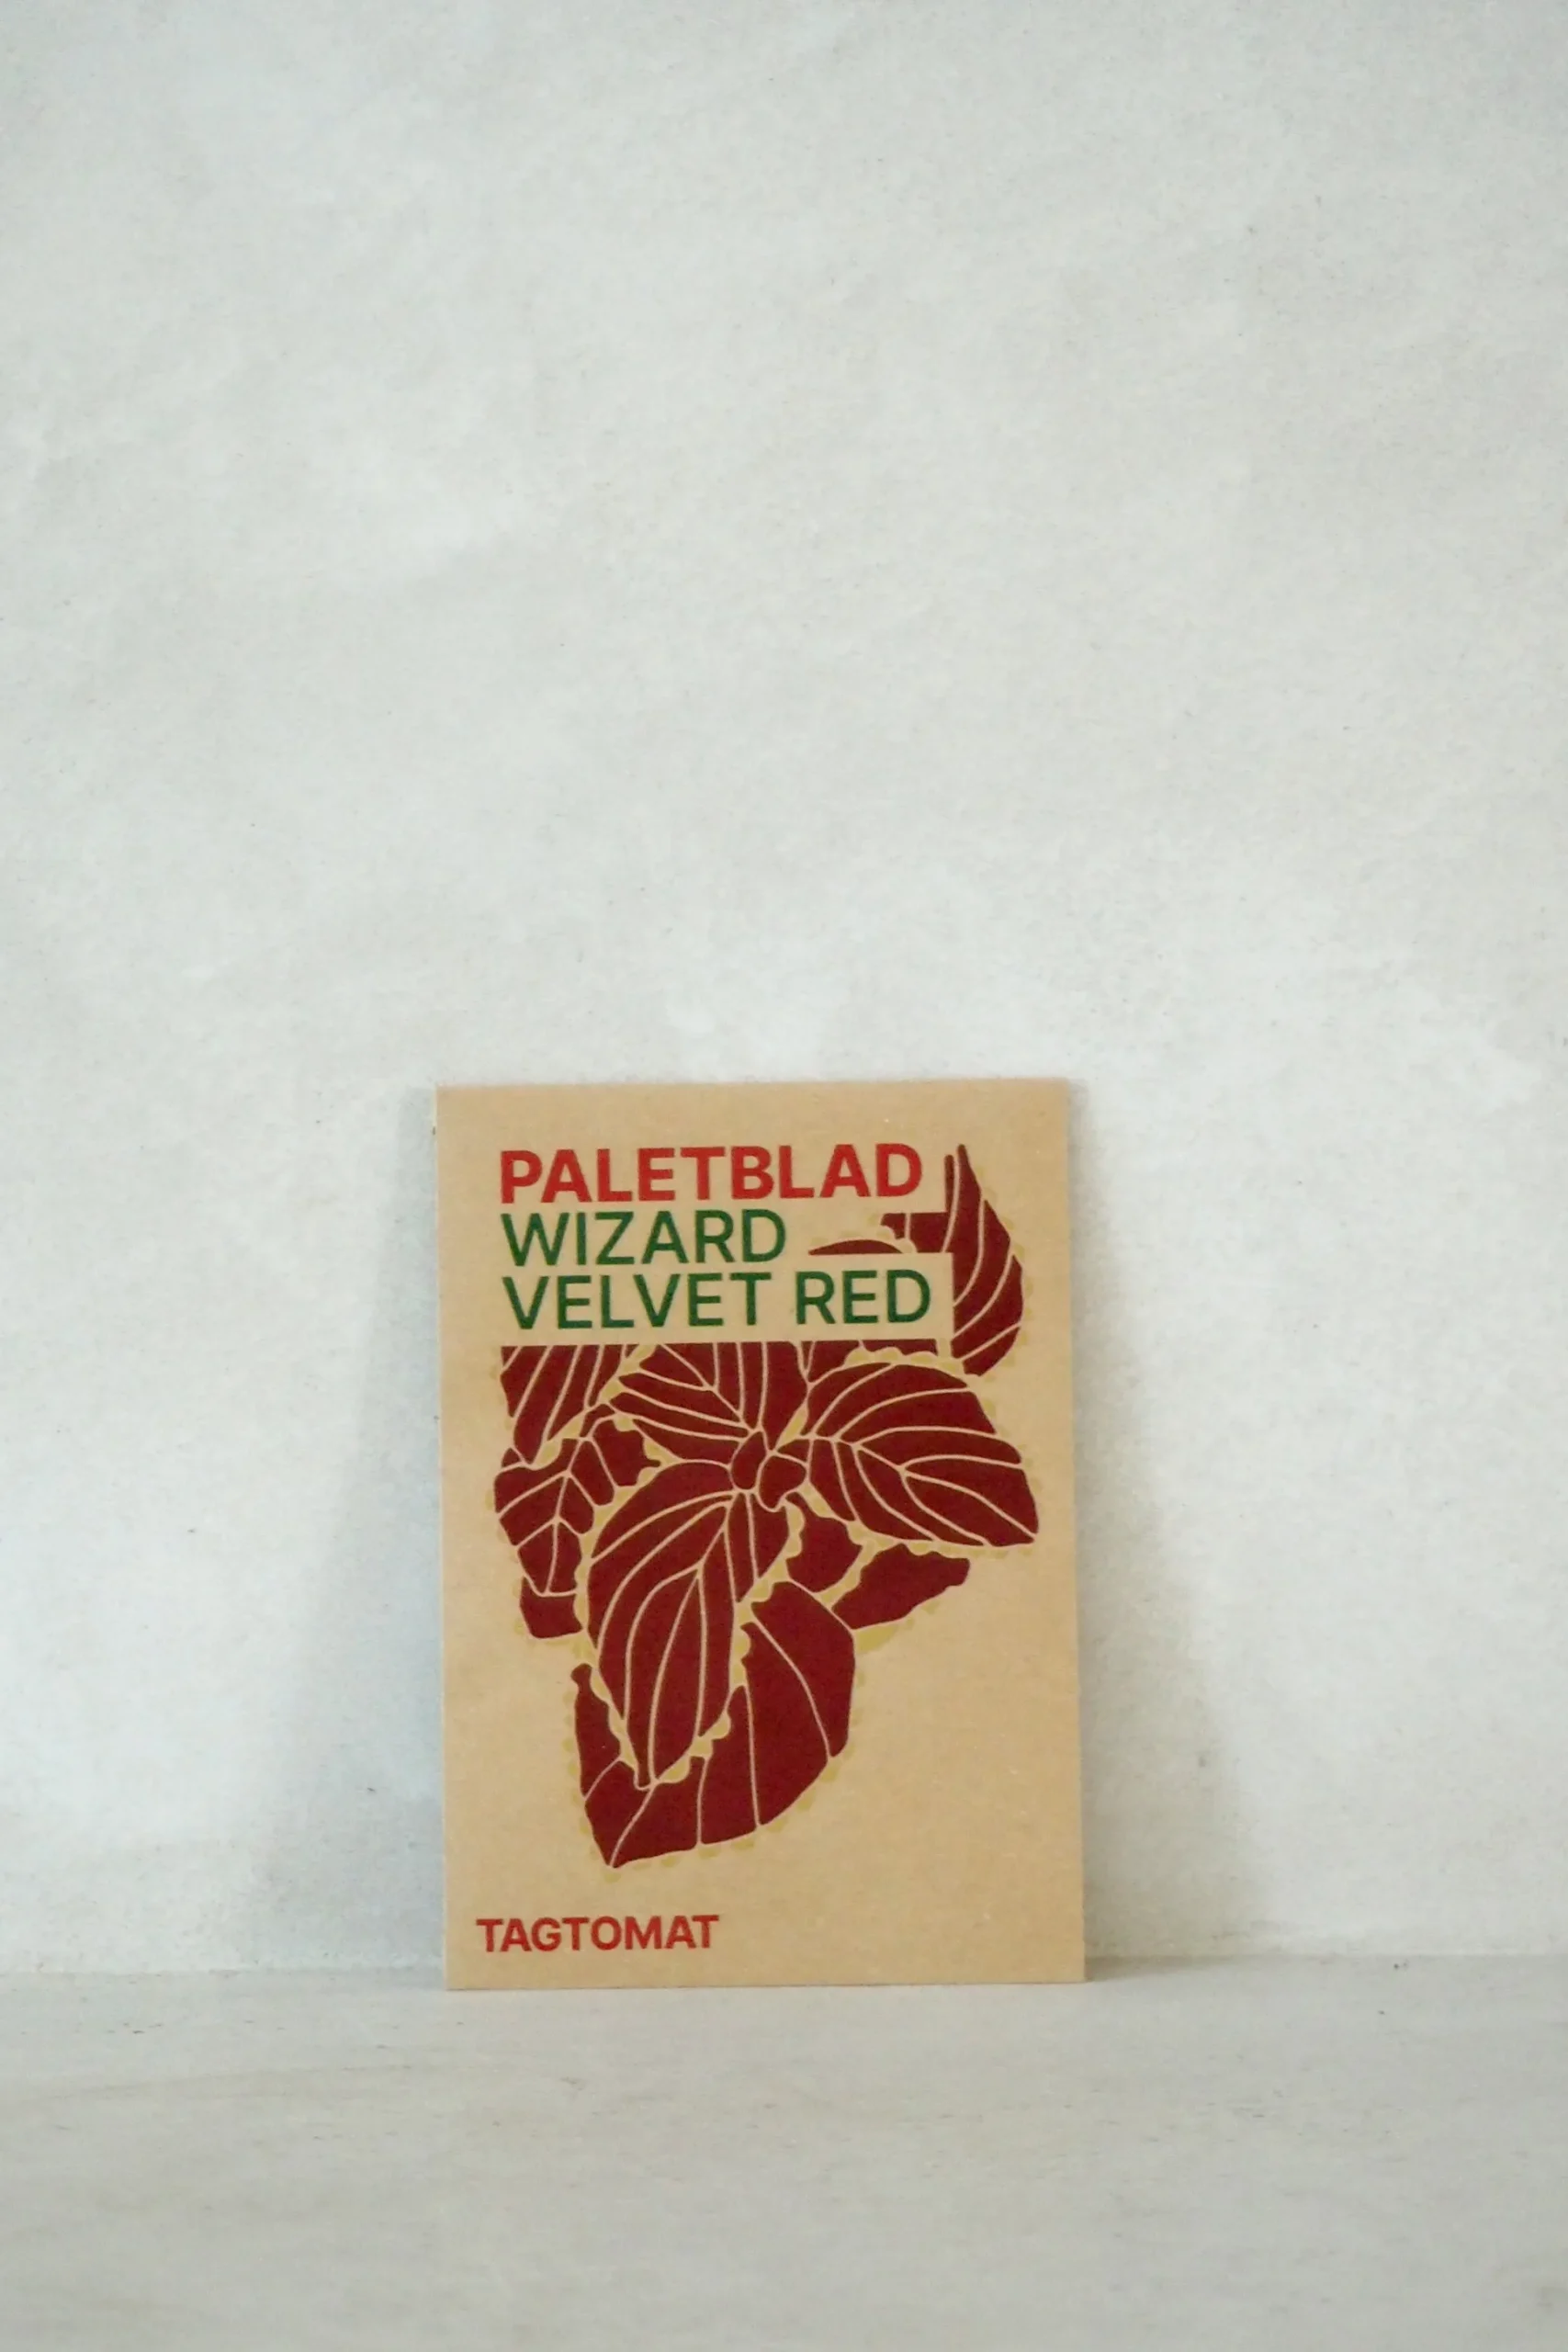 PALETBLAD
WIZARD
VELVET RED
TAGTOMAT